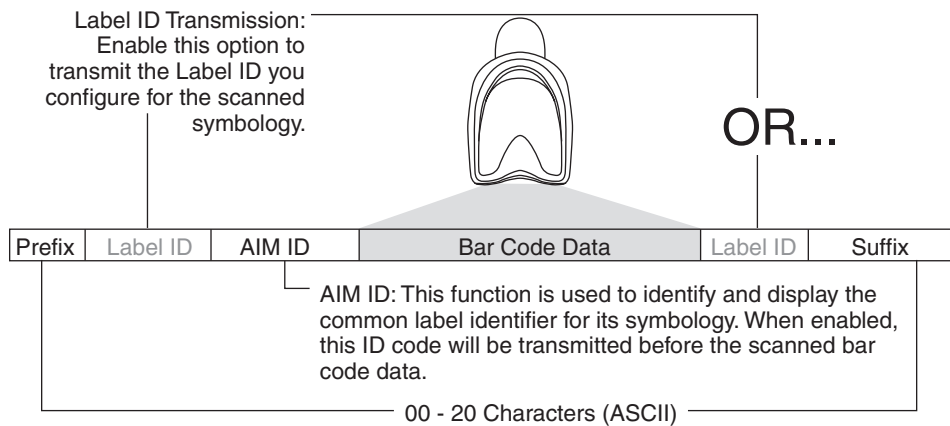 Label ID Transmission:
Enable this option to
transmit the Label ID you
configure for the scanned
symbology.
OR...
Prefix Label ID AIM ID Bar Code Data Label ID Suffix
AIM ID: This function is used to identify and display the
common label identifier for its symbology. When enabled,
this ID code will be transmitted before the scanned bar
code data.
00 - 20 Characters (ASCII)